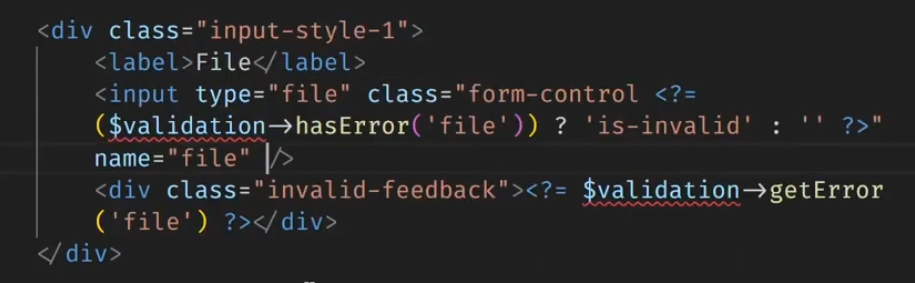 <div class="input-style-1">
<label>File</label>
<input type="file" class="form-control <?=
($validation->hasError('file')) ? 'is-invalid' : '' ?>"
name="file" />
<div class="invalid-feedback"><?= $validation->getError
('file') ?></div>
</div>